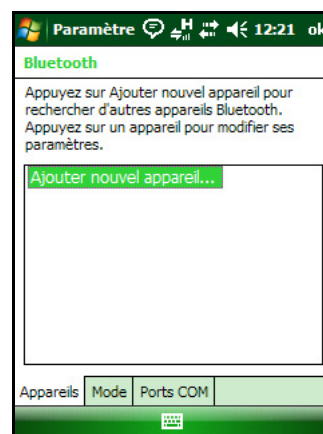 Paramètre H 12:21 ok
Bluetooth
Appuyez sur Ajouter nouvel appareil pour
rechercher d'autres appareils Bluetooth.
Appuyez sur un appareil pour modifier ses
paramètres.
Ajouter nouvel appareil...
Appareils Mode Ports COM